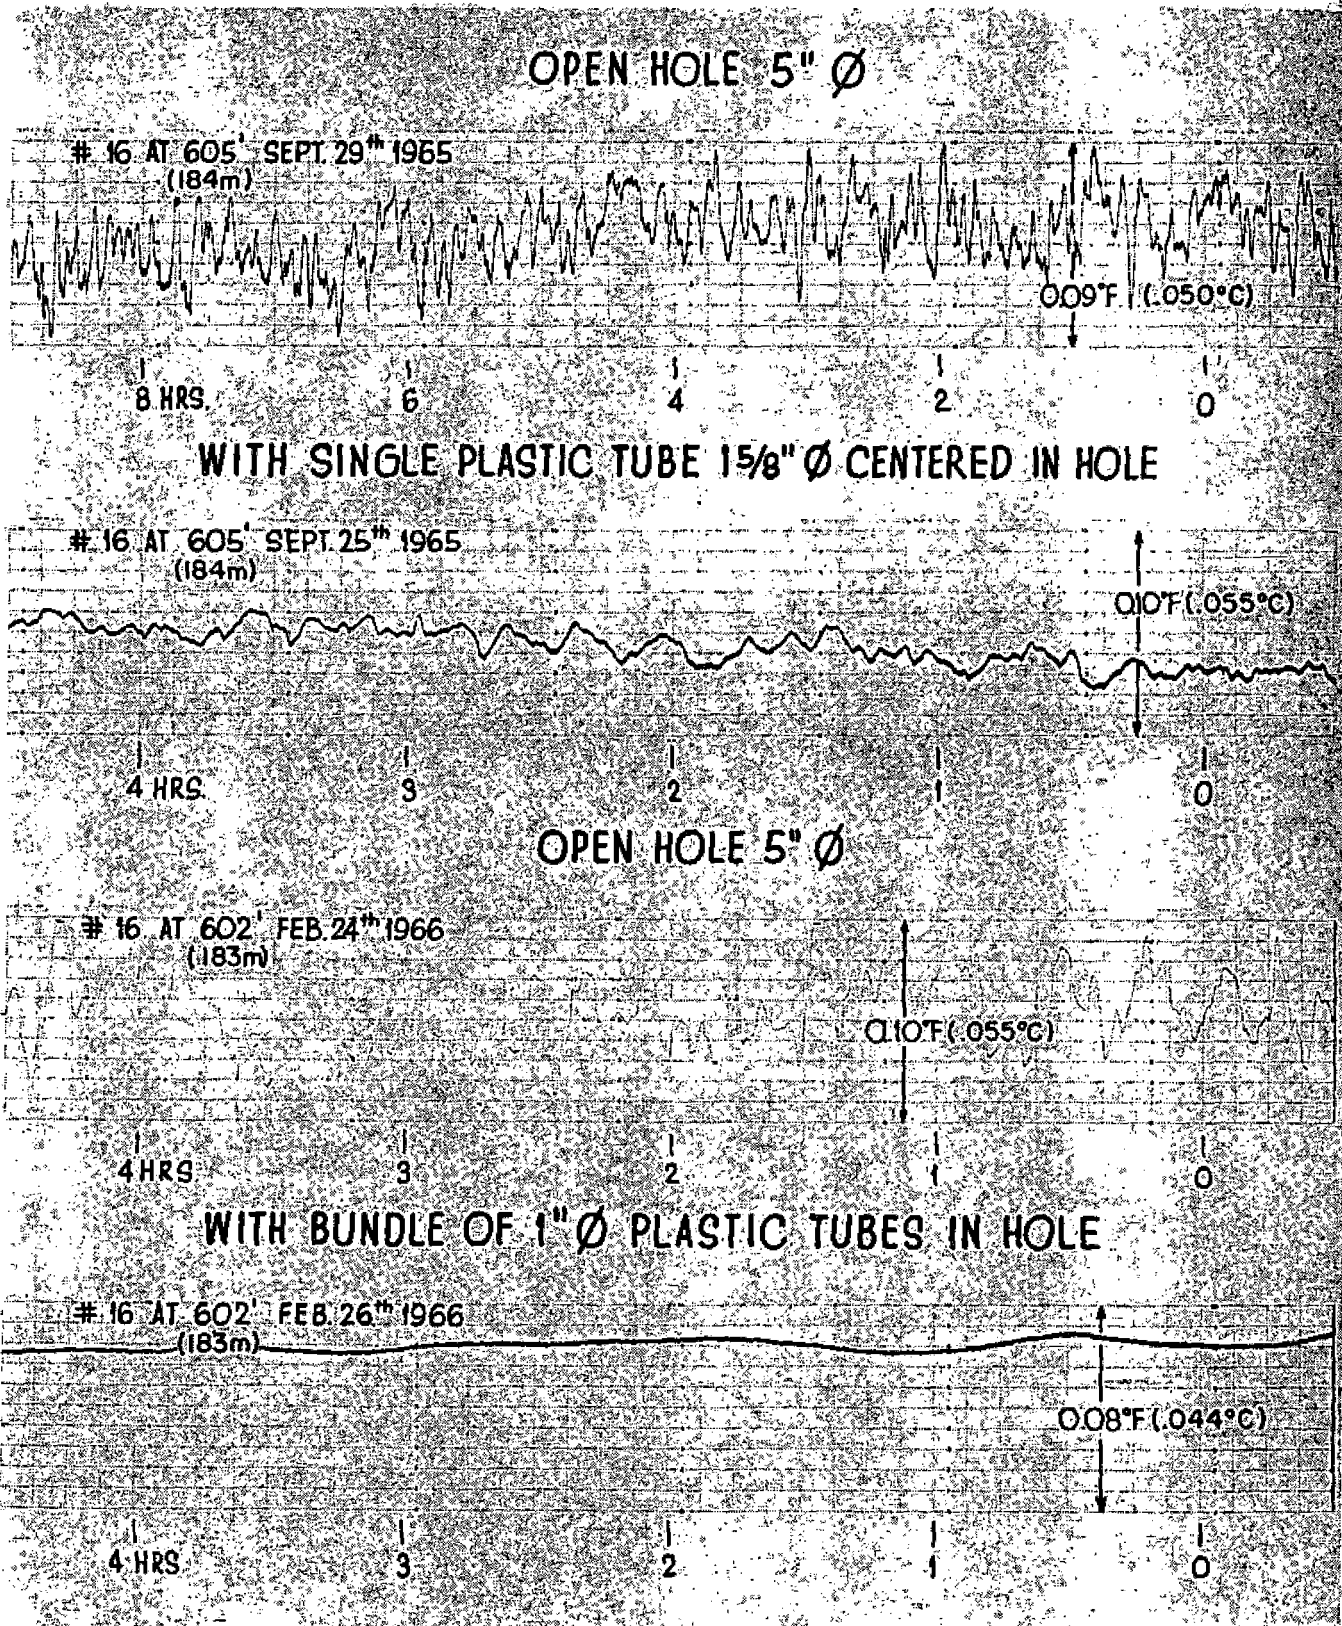 OPEN HOLE 5" Ø
# 16 AT 605' SEPT. 29th 1965
(184m)
0.09°F (.050°C)
8 HRS. 6 4 2 0
WITH SINGLE PLASTIC TUBE 1 5/8" Ø CENTERED IN HOLE
# 16 AT 605' SEPT. 25th 1965
(184m)
0.10°F (.055°C)
4 HRS. 3 2 1 0
OPEN HOLE 5" Ø
# 16 AT 602' FEB. 24th 1966
(183m)
0.10°F (.055°C)
4 HRS 3 2 1 0
WITH BUNDLE OF 1" Ø PLASTIC TUBES IN HOLE
# 16 AT 602' FEB. 26th 1966
(183m)
0.08°F (.044°C)
4 HRS 3 2 1 0